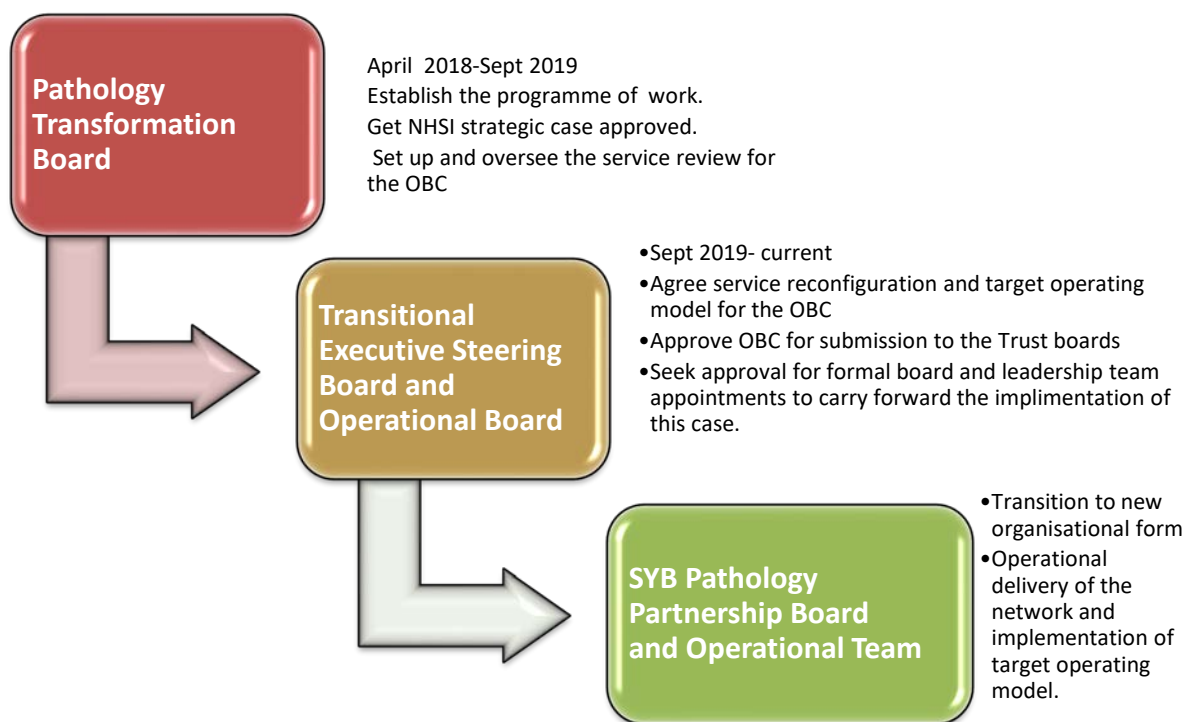 Pathology
Transformation
Board
April  2018-Sept 2019
Establish the programme of  work.
Get NHSI strategic case approved.
Set up and oversee the service review for
the OBC
Transitional
Executive Steering
Board and
Operational Board
•Sept 2019- current
•Agree service reconfiguration and target operating
model for the OBC
•Approve OBC for submission to the Trust boards
•Seek approval for formal board and leadership team
appointments to carry forward the implimentation of
this case.
SYB Pathology
Partnership Board
and Operational Team
•Transition to new
organisational form
•Operational
delivery of the
network and
implementation of
target operating
model.